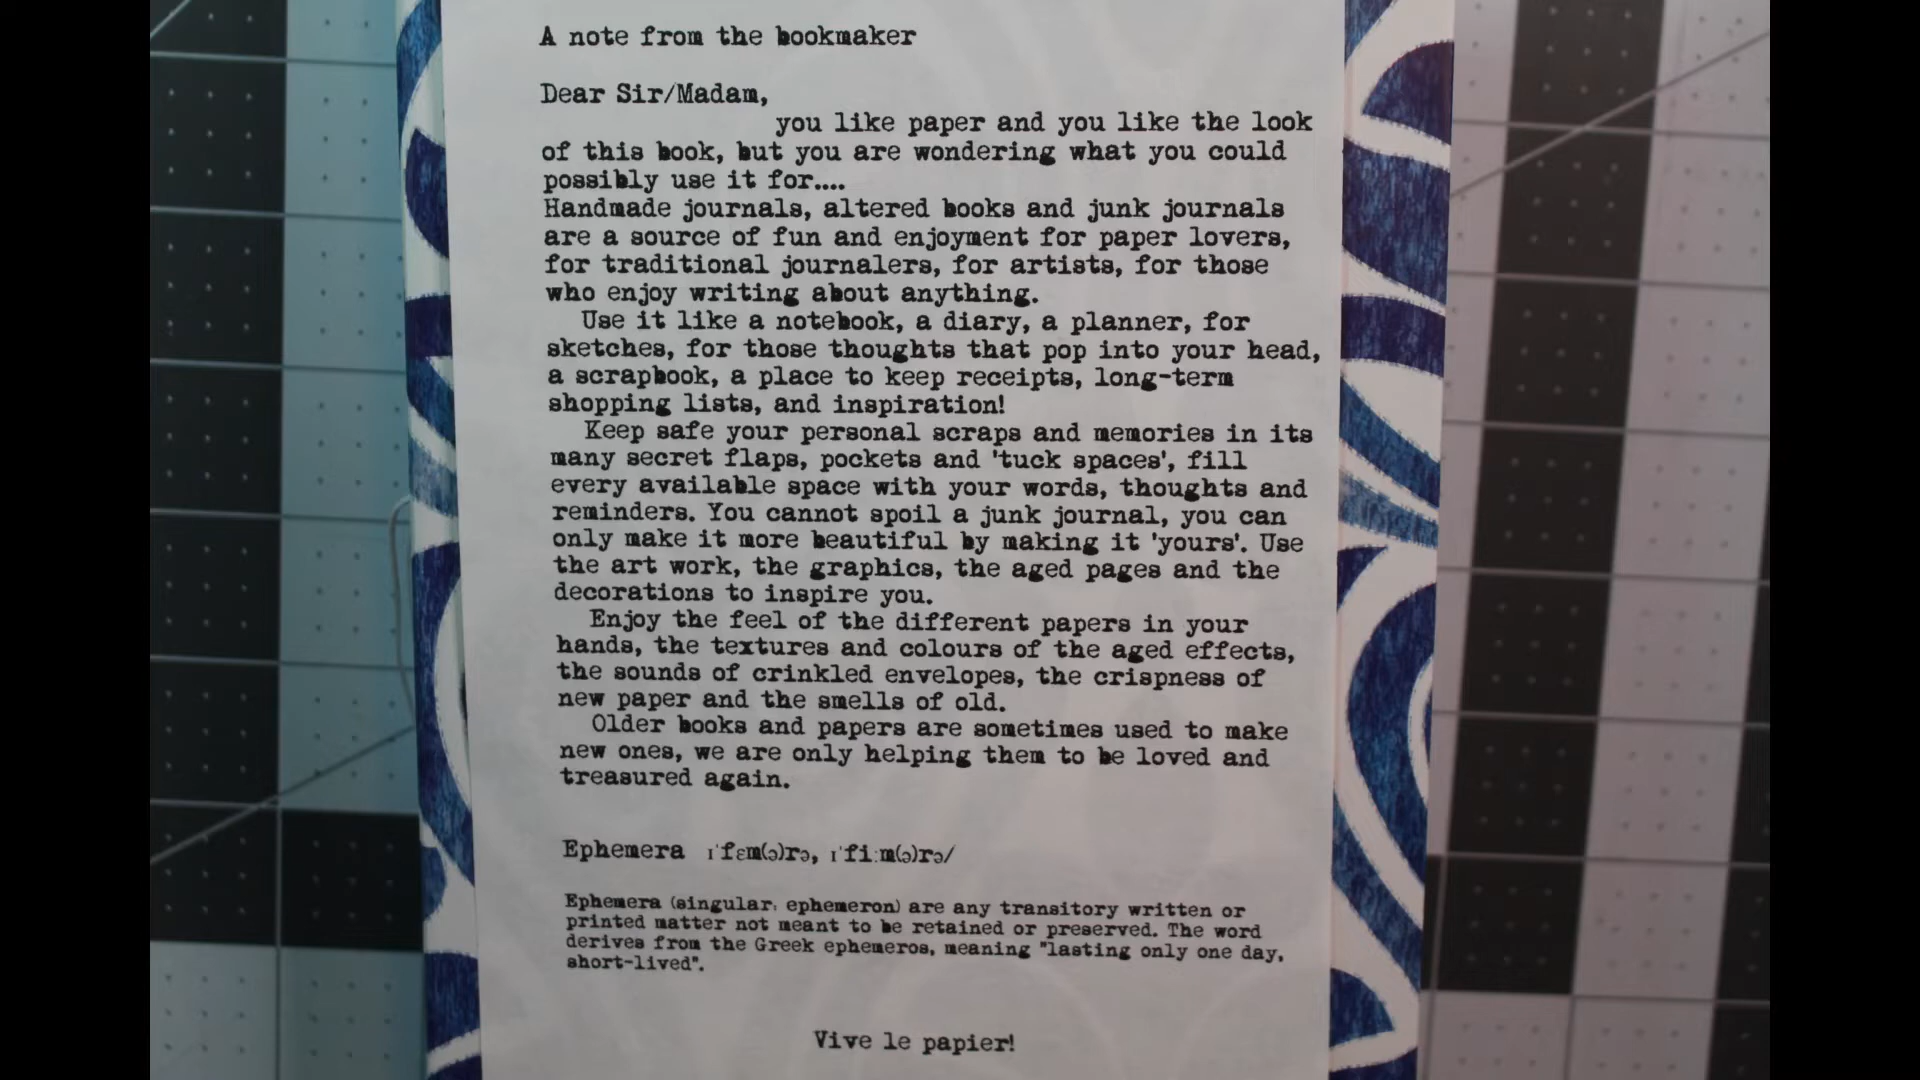 A note from the bookmaker
Dear Sir/Madam,
you like paper and you like the look
of this book, but you are wondering what you could
possibly use it for....
Handmade journals, altered books and junk journals
are a source of fun and enjoyment for paper lovers,
for traditional journalers, for artists, for those
who enjoy writing about anything.
Use it like a notebook, a diary, a planner, for
sketches, for those thoughts that pop into your head,
a scrapbook, a place to keep receipts, long-term
shopping lists, and inspiration!
Keep safe your personal scraps and memories in its
many secret flaps, pockets and 'tuck spaces', fill
every available space with your words, thoughts and
reminders. You cannot spoil a junk journal, you can
only make it more beautiful by making it 'yours'. Use
the art work, the graphics, the aged pages and the
decorations to inspire you.
Enjoy the feel of the different papers in your
hands, the textures and colours of the aged effects,
the sounds of crinkled envelopes, the crispness of
new paper and the smells of old.
Older books and papers are sometimes used to make
new ones, we are only helping them to be loved and
treasured again.
Ephemera ɪˈfɛm(ə)rə, ɪˈfiːm(ə)rə/
Ephemera (singular: ephemeron) are any transitory written or
printed matter not meant to be retained or preserved. The word
derives from the Greek ephemeros, meaning "lasting only one day,
short-lived".
Vive le papier!